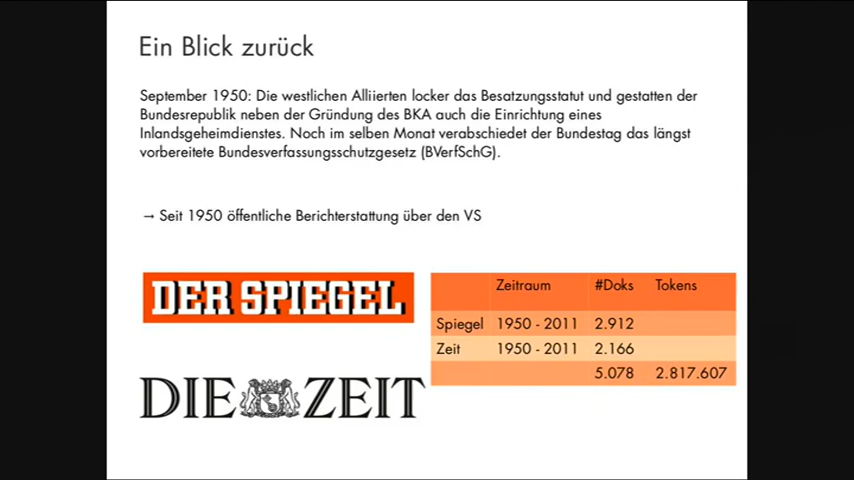 Ein Blick zurück
September 1950: Die westlichen Alliierten locker das Besatzungsstatut und gestatten der
Bundesrepublik neben der Gründung des BKA auch die Einrichtung eines
Inlandsgeheimdienstes. Noch im selben Monat verabschiedet der Bundestag das längst
vorbereitete Bundesverfassungsschutzgesetz (BVerfSchG).
→ Seit 1950 öffentliche Berichterstattung über den VS
DER SPIEGEL
DIE ZEIT
Zeitraum #Doks Tokens
Spiegel 1950 - 2011 2.912
Zeit 1950 - 2011 2.166
5.078 2.817.607